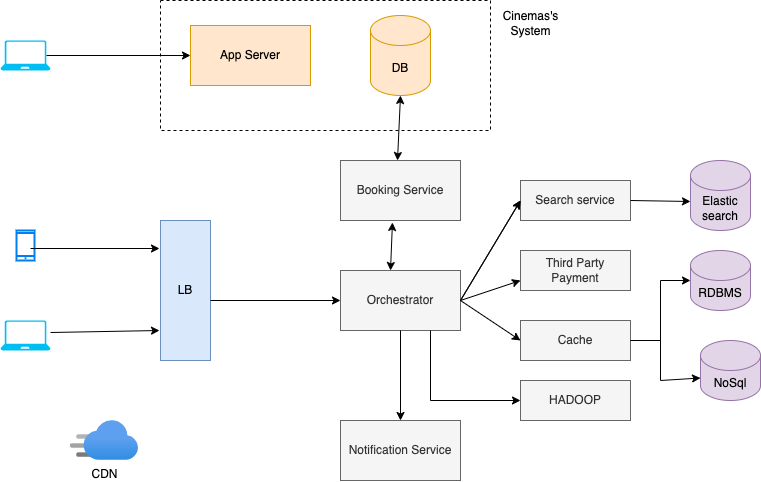 Cinemas's
System
App Server
DB
Booking Service
Search service
Elastic
search
Third Party
Payment
LB
Orchestrator
RDBMS
Cache
NoSql
HADOOP
Notification Service
CDN